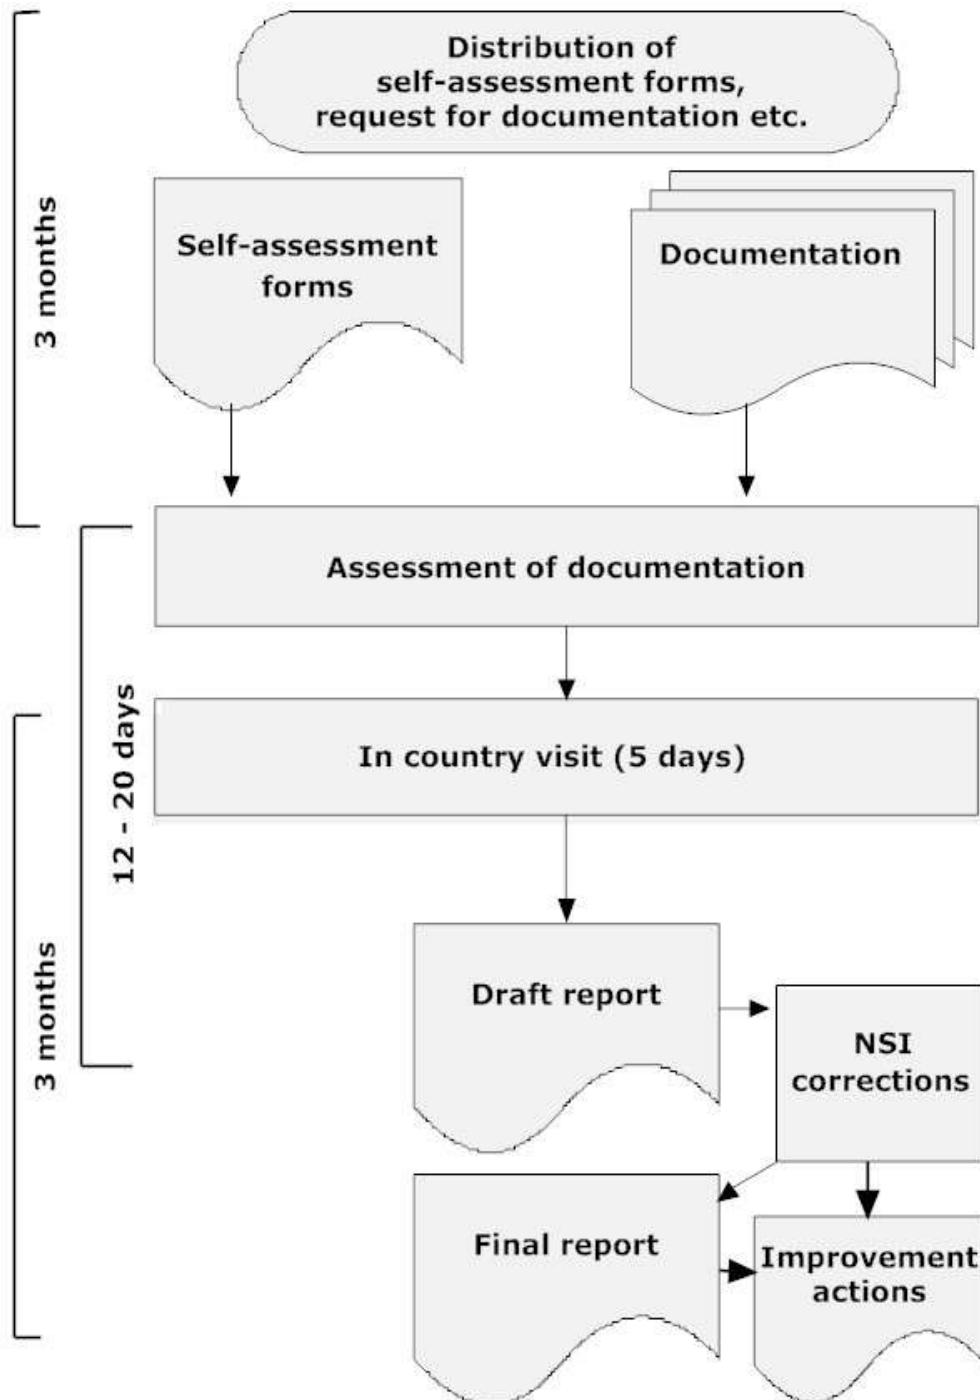 Distribution of
self-assessment forms,
request for documentation etc.
3 months
Self-assessment
forms
Documentation
Assessment of documentation
12 - 20 days
In country visit (5 days)
3 months
Draft report
NSI
corrections
Final report
Improvement
actions